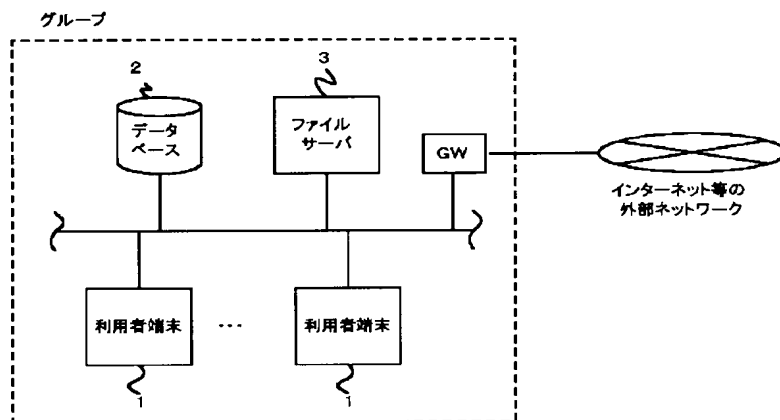 グループ
2
3
データ
ベース
ファイル
サーバ
GW
インターネット等の
外部ネットワーク
利用者端末
...
利用者端末
1
1